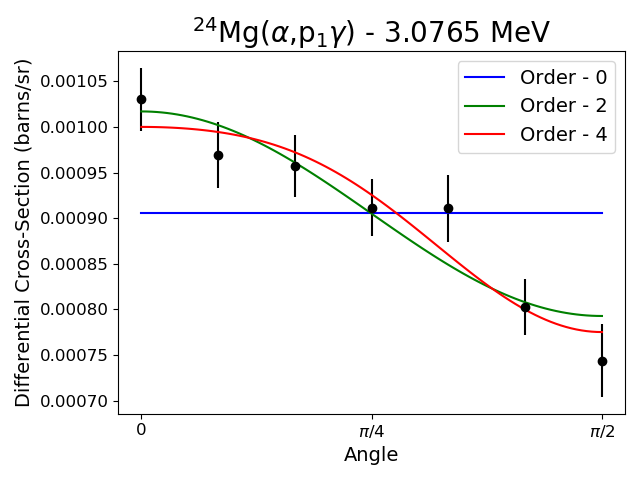 ²⁴Mg(α,p₁γ) - 3.0765 MeV
Differential Cross-Section (barns/sr)
0.00105
0.00100
0.00095
0.00090
0.00085
0.00080
0.00075
0.00070
Order - 0
Order - 2
Order - 4
0
π/4
π/2
Angle